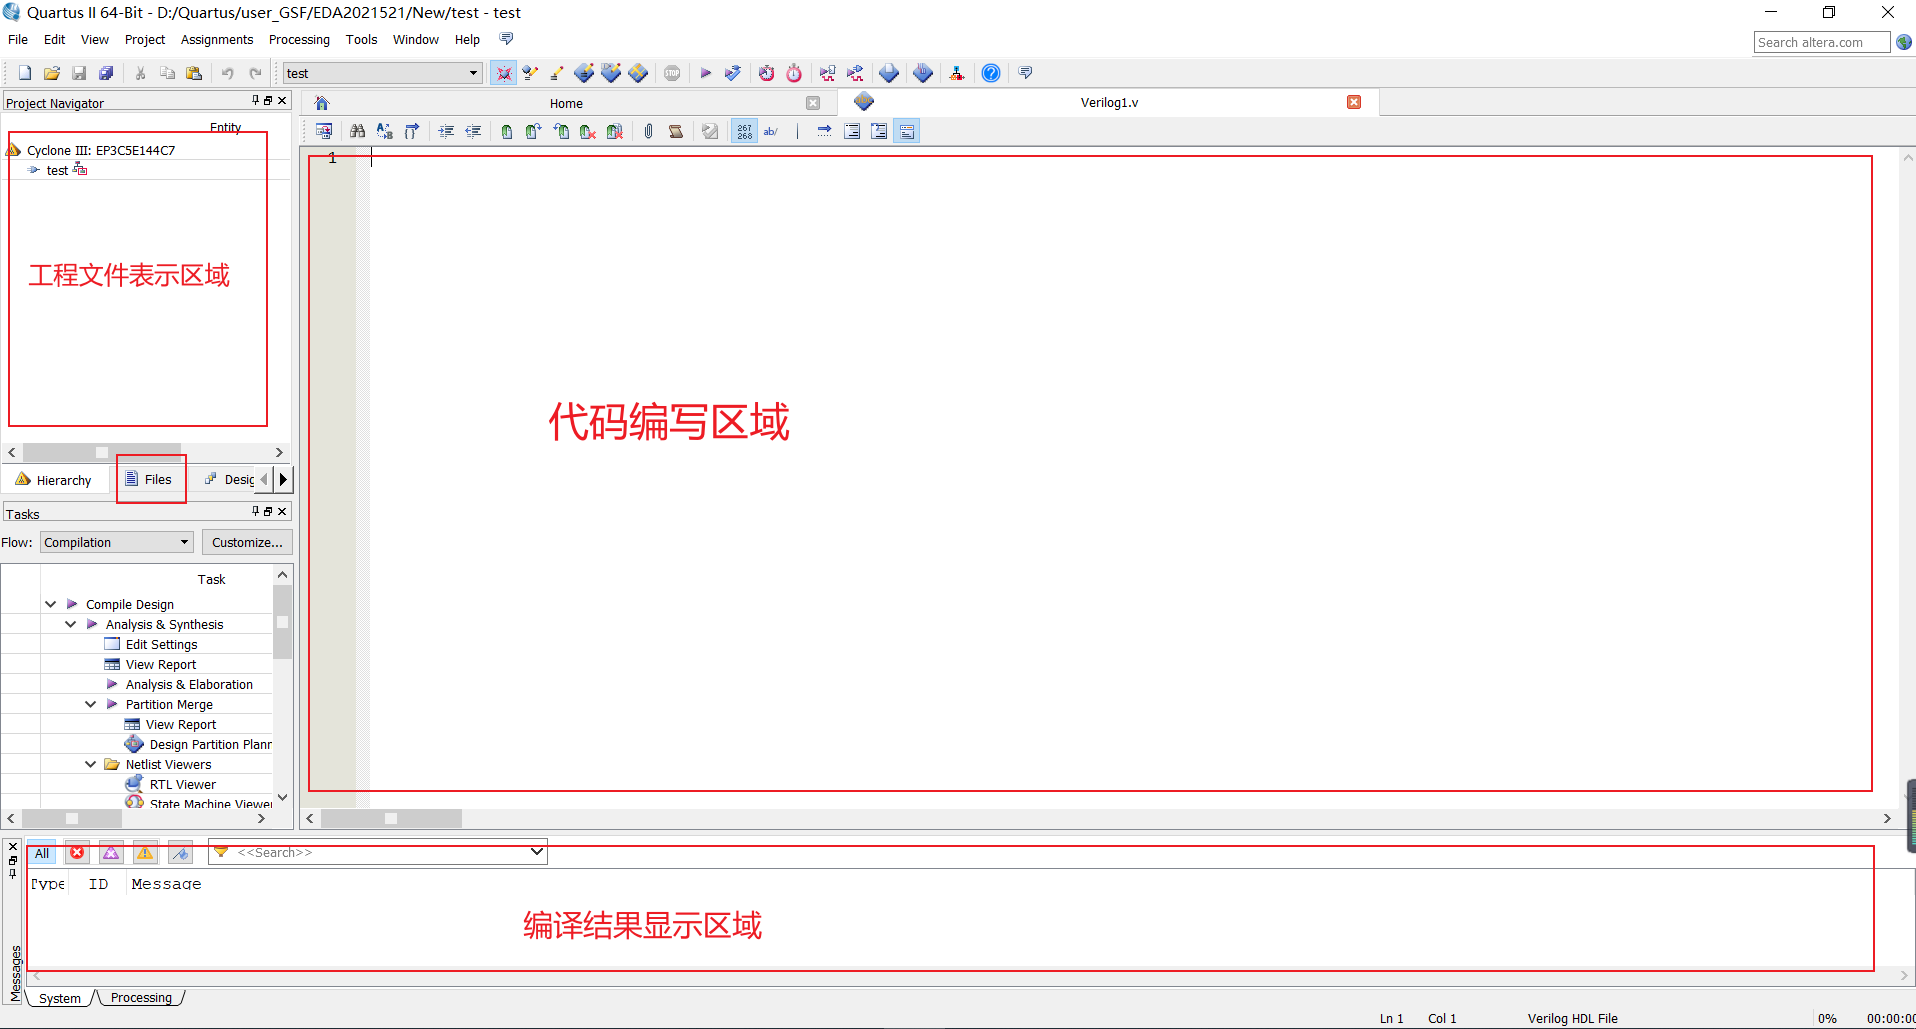 Quartus II 64-Bit - D:/Quartus/user_GSF/EDA2021521/New/test - test
File Edit View Project Assignments Processing Tools Window Help
Search altera.com
test
Project Navigator
Home
Verilog1.v
Entity
267
268
ab/
Cyclone III: EP3C5E144C7
test
1
工程文件表示区域
代码编写区域
Hierarchy
Files
Desig
Tasks
Flow:
Compilation
Customize...
Task
Compile Design
Analysis & Synthesis
Edit Settings
View Report
Analysis & Elaboration
Partition Merge
View Report
Design Partition Plann
Netlist Viewers
RTL Viewer
State Machine Viewer
All
<<Search>>
Type ID Message
编译结果显示区域
Messages
System
Processing
Ln 1 Col 1 Verilog HDL File 0% 00:00:00